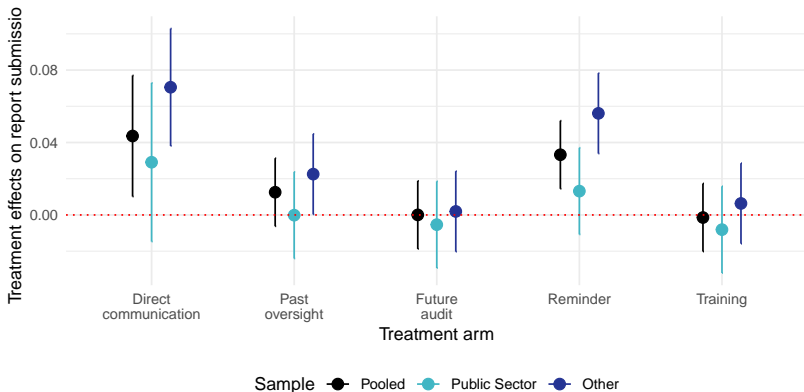 Treatment effects on report submissio
0.08
0.04
0.00
Direct
communication
Past
oversight
Future
audit
Reminder
Training
Treatment arm
Sample Pooled Public Sector Other